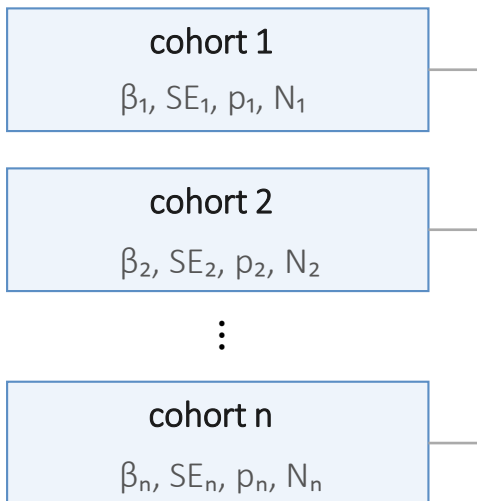 cohort 1
β₁, SE₁, p₁, N₁
cohort 2
β₂, SE₂, p₂, N₂
⋮
cohort n
βₙ, SEₙ, pₙ, Nₙ